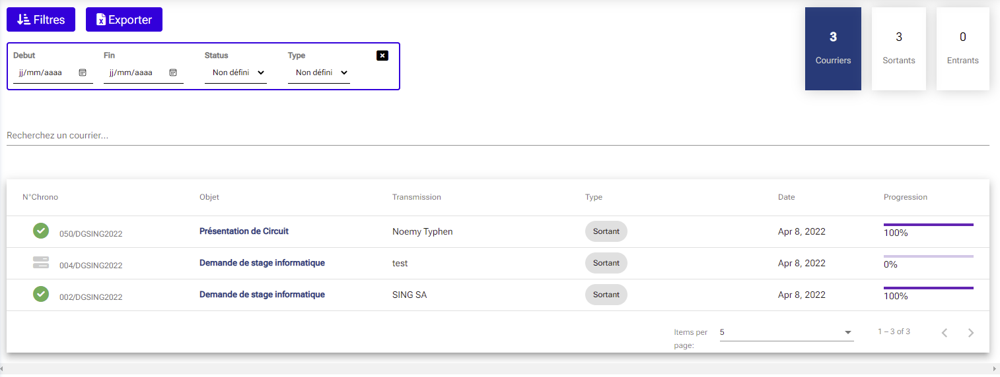 Filtres
Exporter
3
Courriers
3
Sortants
0
Entrants
Debut
Fin
Status
Type
jj/mm/aaaa
jj/mm/aaaa
Non défini
Non défini
Recherchez un courrier...
N°Chrono
Objet
Transmission
Type
Date
Progression
050/DGSING2022
Présentation de Circuit
Noemy Typhen
Sortant
Apr 8, 2022
100%
004/DGSING2022
Demande de stage informatique
test
Sortant
Apr 8, 2022
0%
002/DGSING2022
Demande de stage informatique
SING SA
Sortant
Apr 8, 2022
100%
Items per
page:
5
1 – 3 of 3